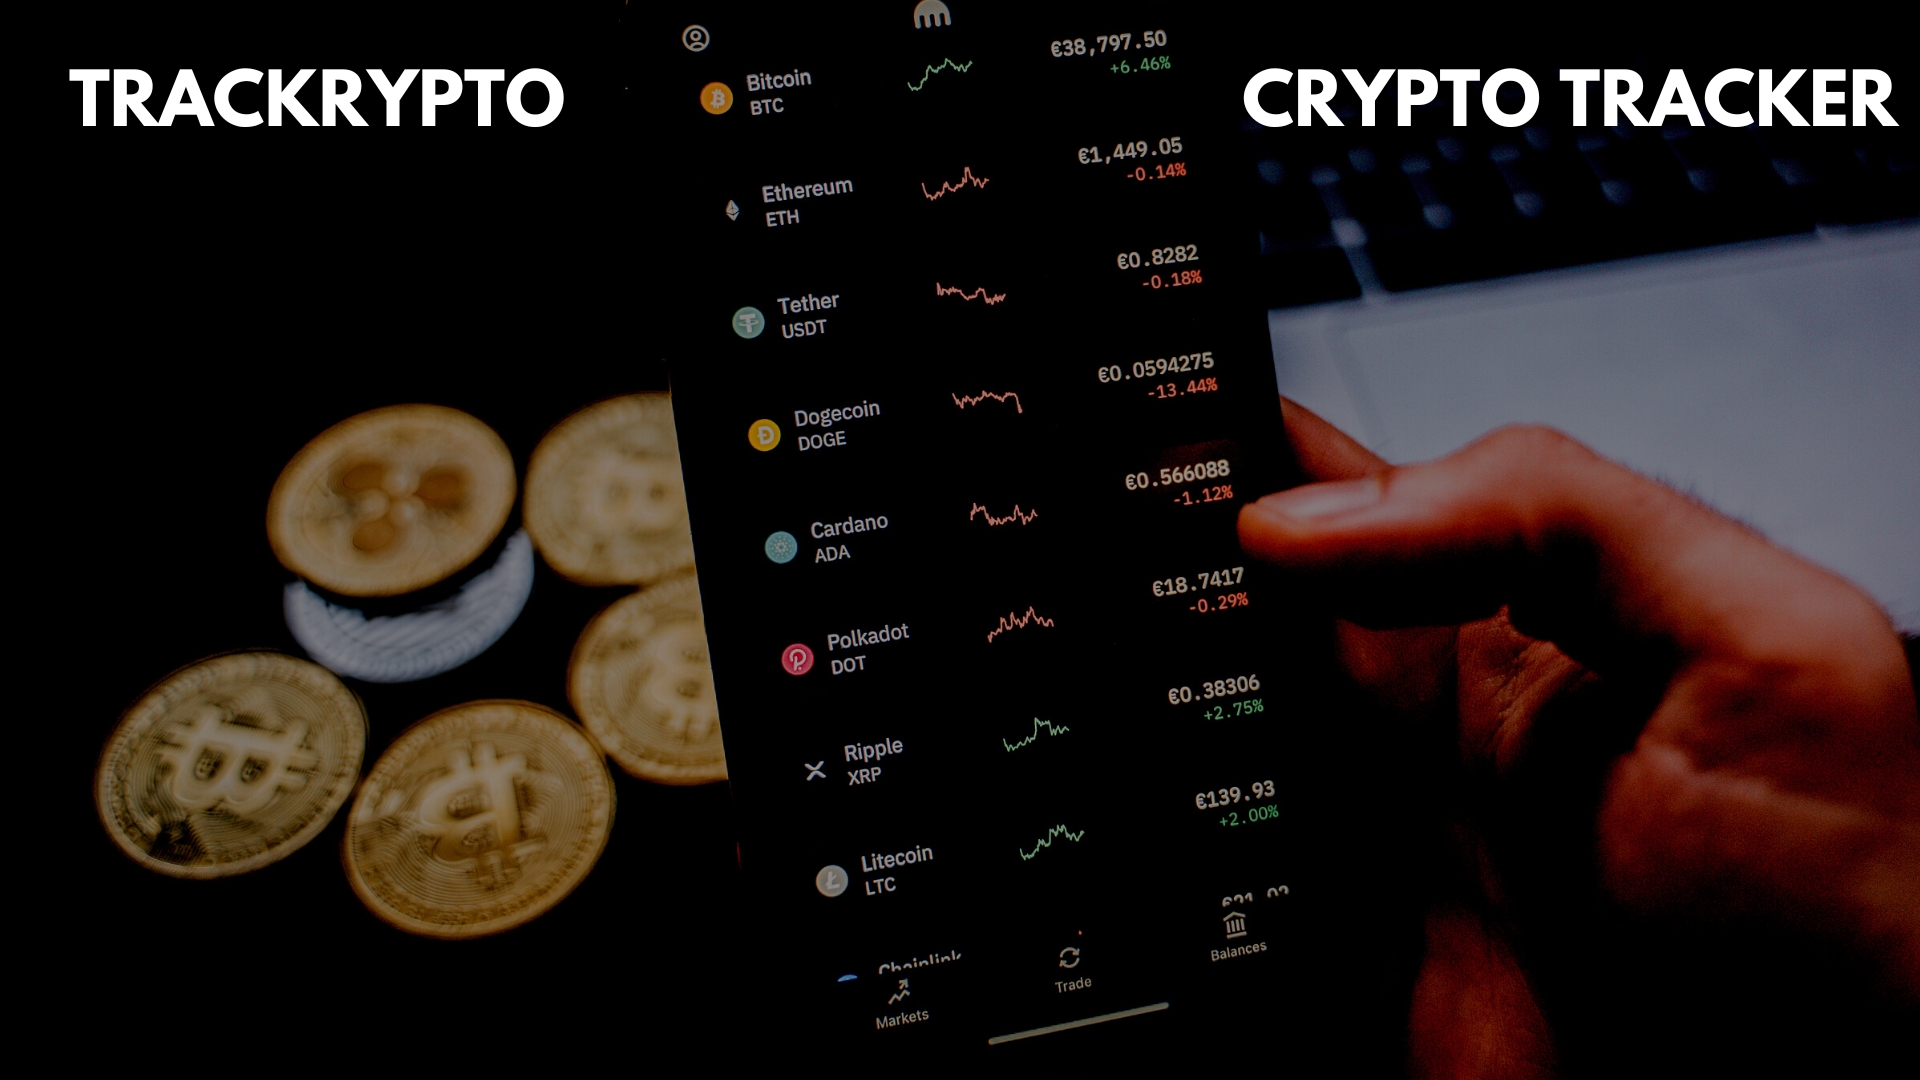 TRACKRYPTO
CRYPTO TRACKER
Bitcoin
BTC
€38,797.50
+6.46%
Ethereum
ETH
€1,449.05
-0.14%
Tether
USDT
€0.8282
-0.18%
Dogecoin
DOGE
€0.0594275
-13.44%
Cardano
ADA
€0.566088
-1.12%
Polkadot
DOT
€18.7417
-0.29%
Ripple
XRP
€0.38306
+2.75%
Litecoin
LTC
€139.93
+2.00%
Chainlink
Markets
Trade
Balances